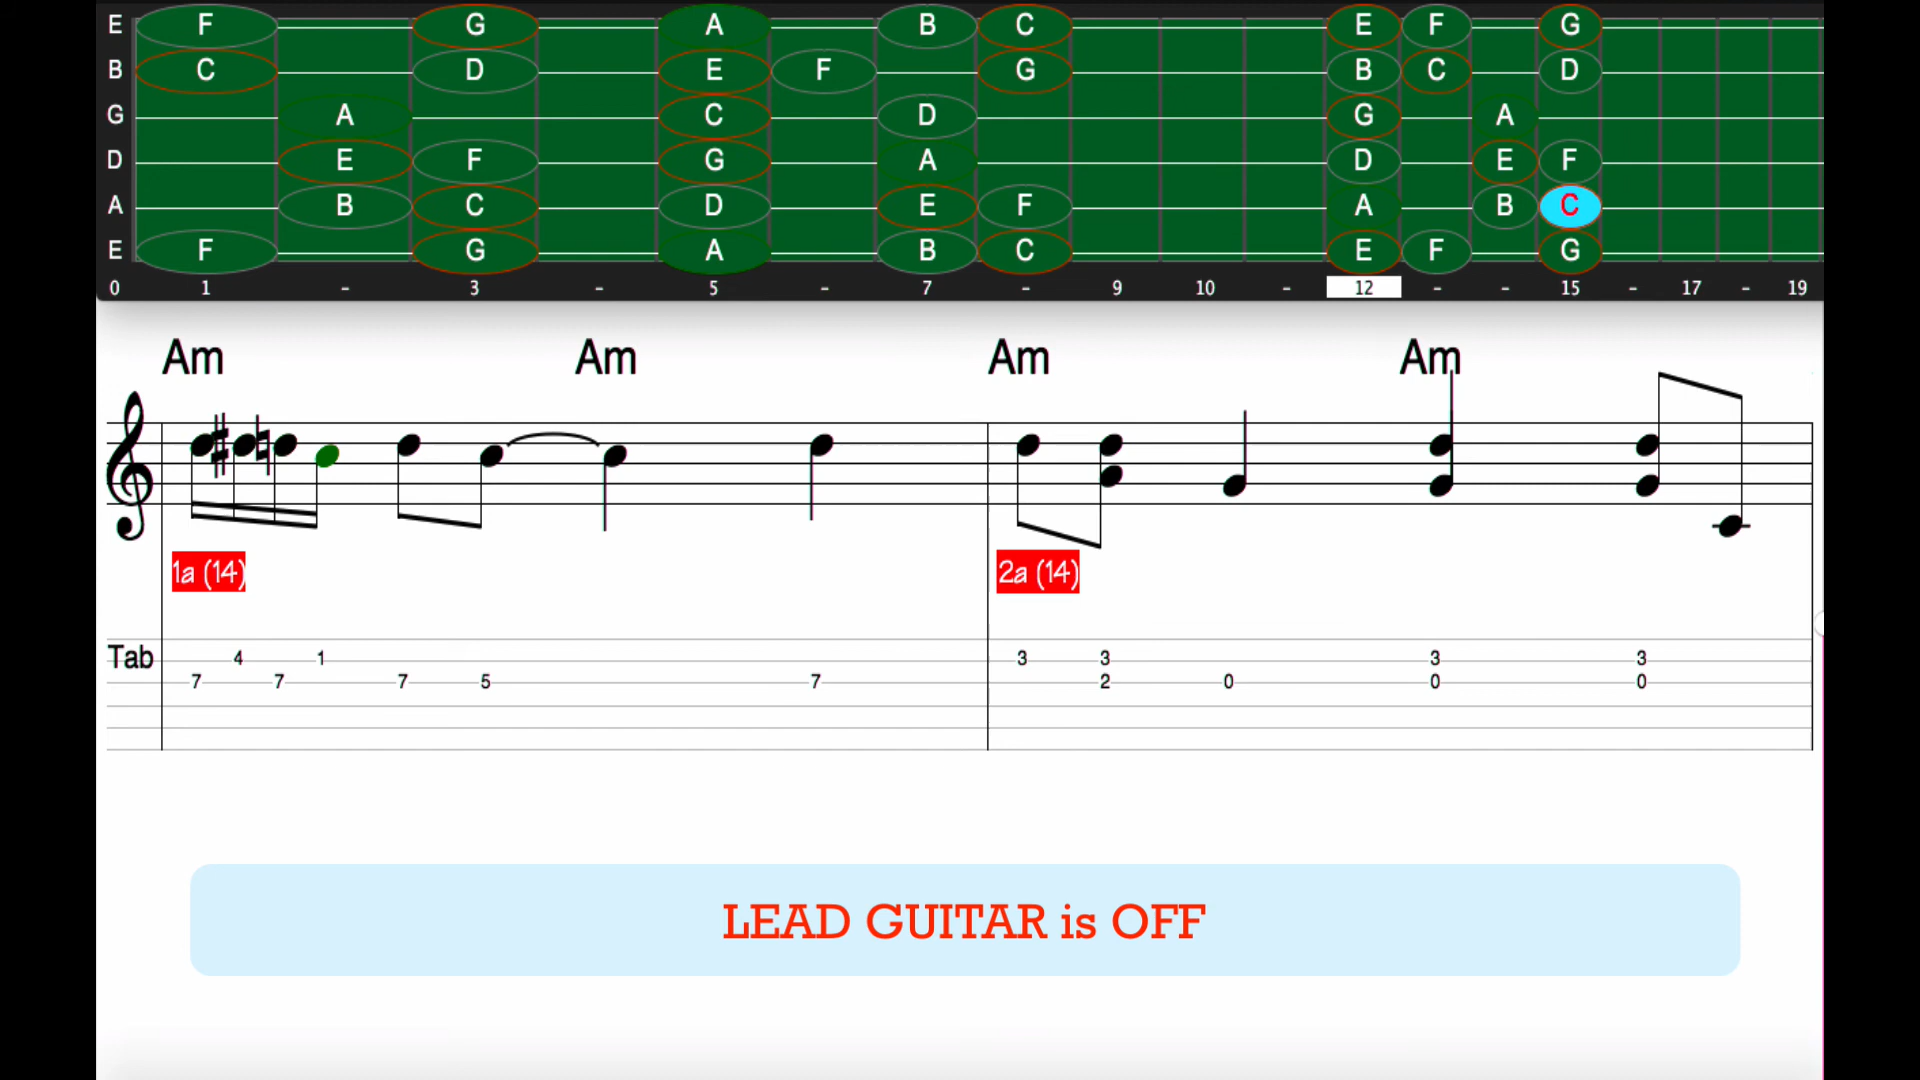 E F G A B C E F G
B C D E F G B C D
G A C D G A
D E F G A D E F
A B C D E F A B C
E F G A B C E F G
0 1 - 3 - 5 - 7 - 9 10 - 12 - - 15 - 17 - 19
Am Am Am Am
1a (14) 2a (14)
Tab 4 1 3 3 3 3
7 7 7 5 7 2 0 0 0
LEAD GUITAR is OFF